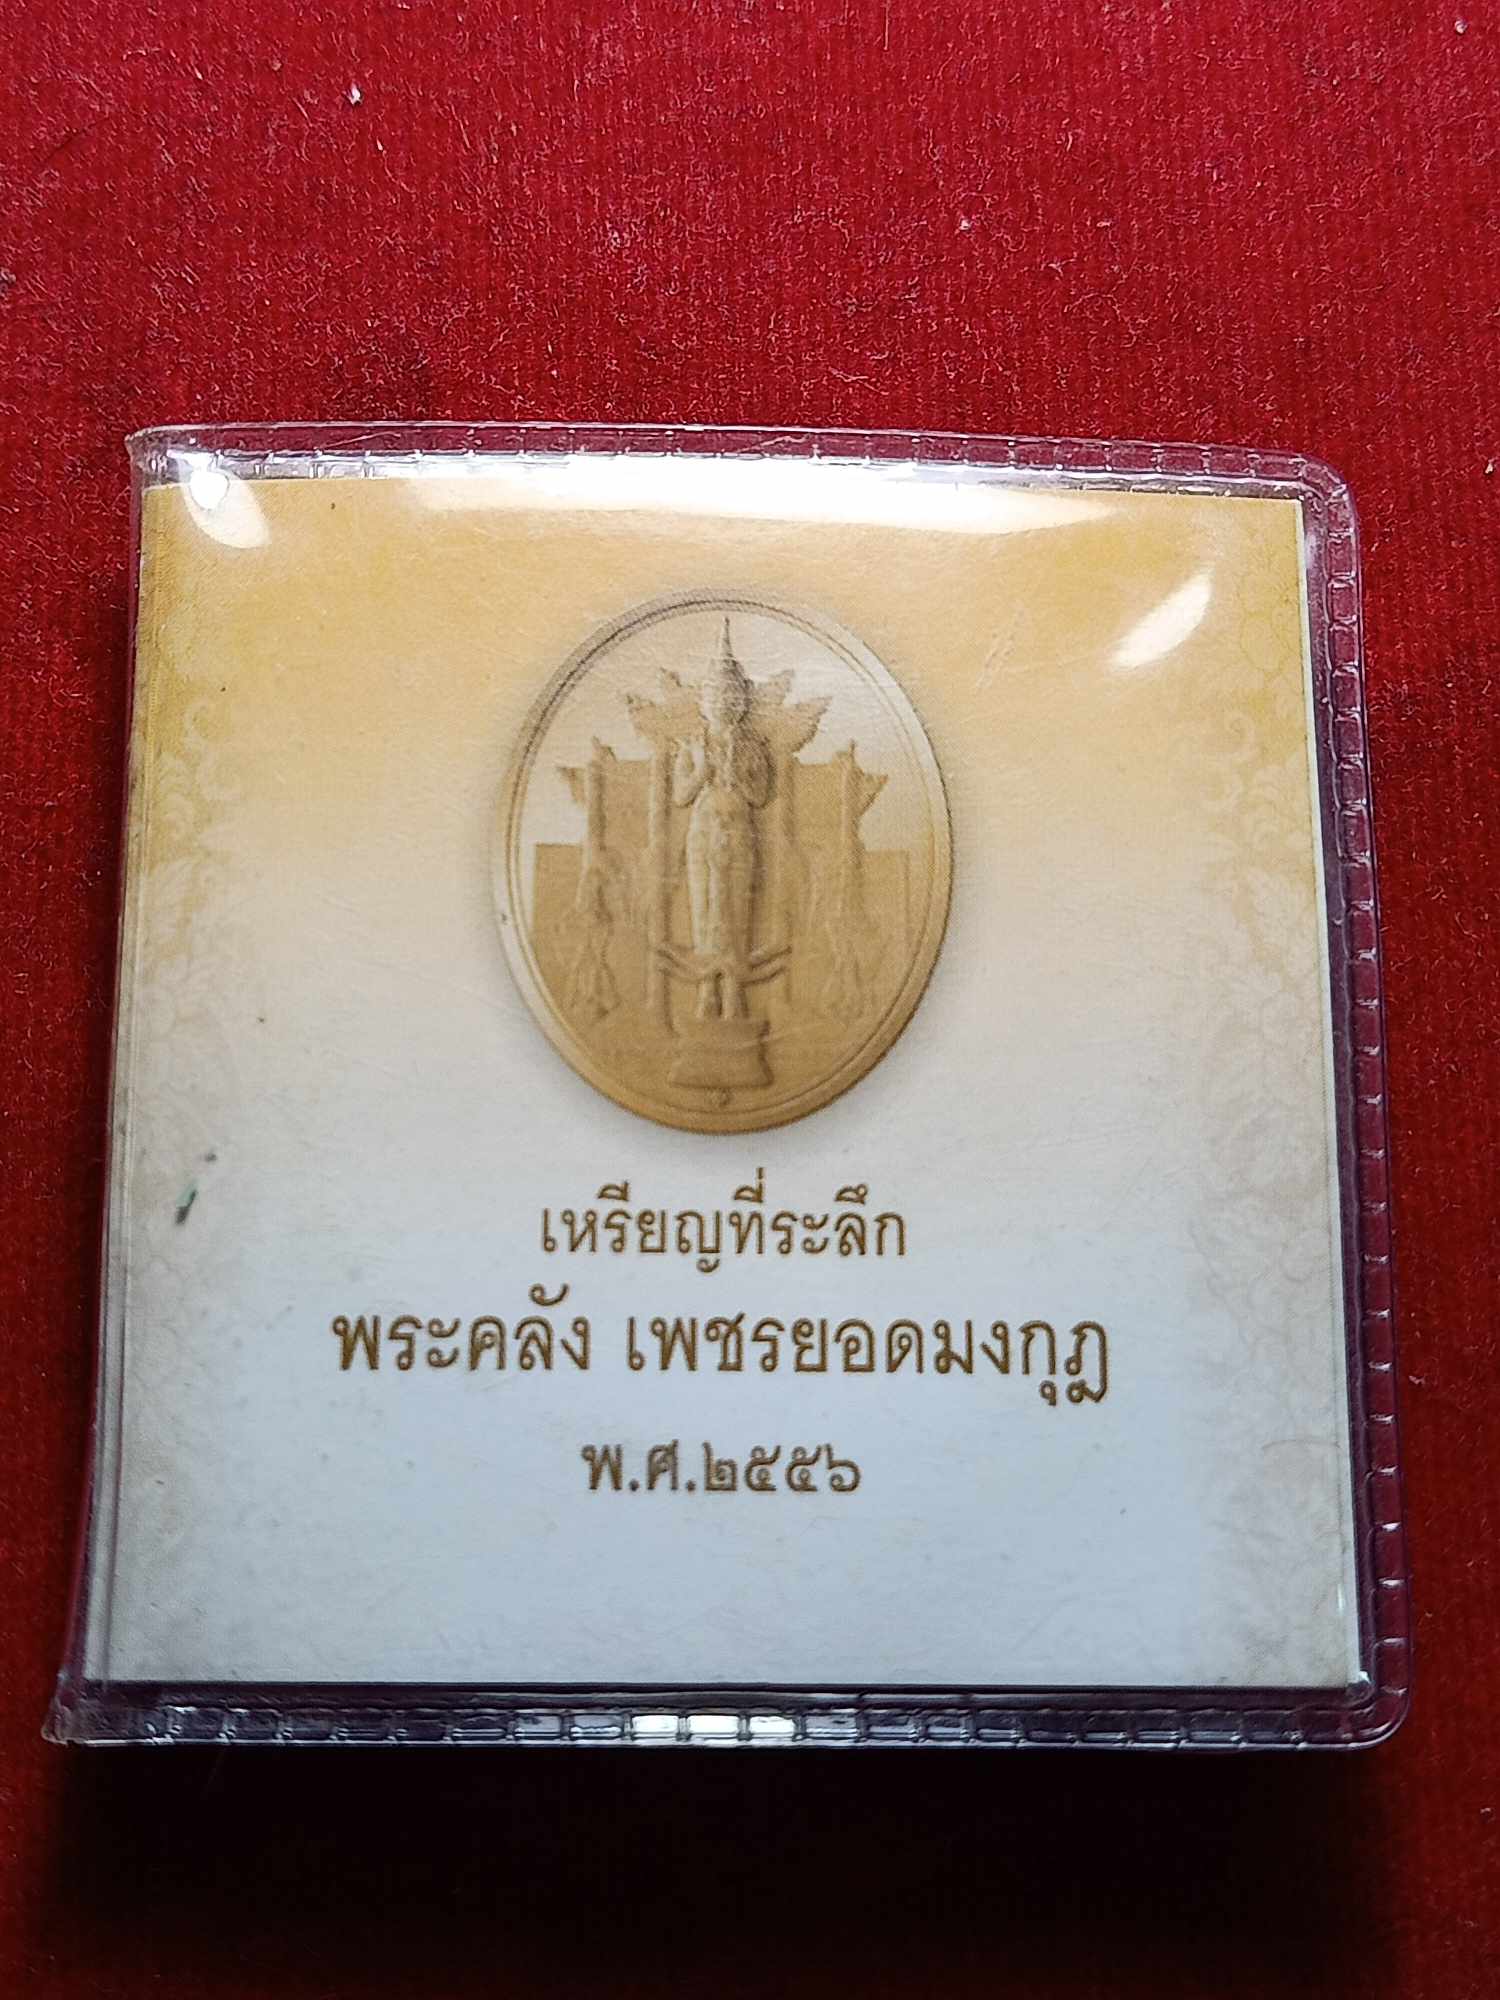 เหรียญที่ระลึก
พระคลัง เพชรยอดมงกุฎ
พ.ศ.๒๕๕๖